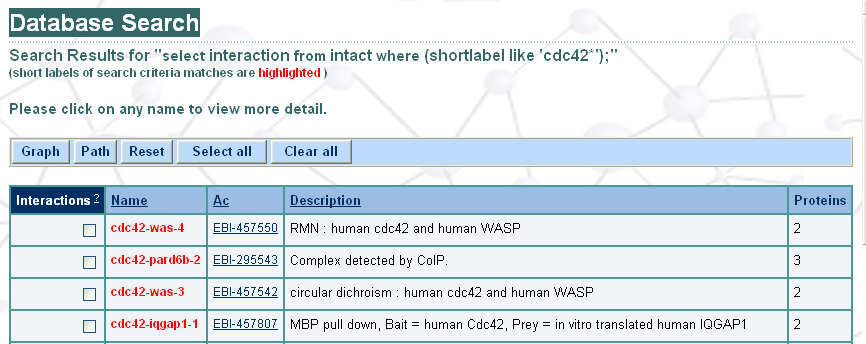 Database Search
Search Results for "select interaction from intact where (shortlabel like 'cdc42*');"
(short labels of search criteria matches are highlighted )
Please click on any name to view more detail.
Graph Path Reset Select all Clear all
Interactions ? Name Ac Description Proteins
cdc42-was-4 EBI-457550 RMN : human cdc42 and human WASP 2
cdc42-pard6b-2 EBI-295543 Complex detected by CoIP. 3
cdc42-was-3 EBI-457542 circular dichroism : human cdc42 and human WASP 2
cdc42-iqgap1-1 EBI-457807 MBP pull down, Bait = human Cdc42, Prey = in vitro translated human IQGAP1 2